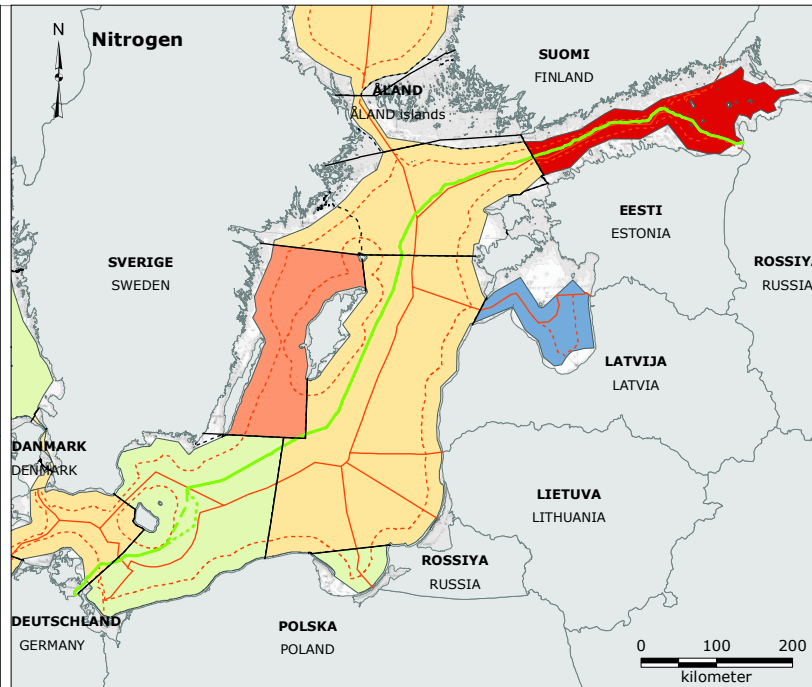 N
Nitrogen
SUOMI
FINLAND
ÅLAND
ÅLAND islands
EESTI
ESTONIA
SVERIGE
SWEDEN
ROSSIYA
RUSSIA
LATVIJA
LATVIA
DANMARK
DENMARK
LIETUVA
LITHUANIA
ROSSIYA
RUSSIA
DEUTSCHLAND
GERMANY
POLSKA
POLAND
0 100 200
kilometer